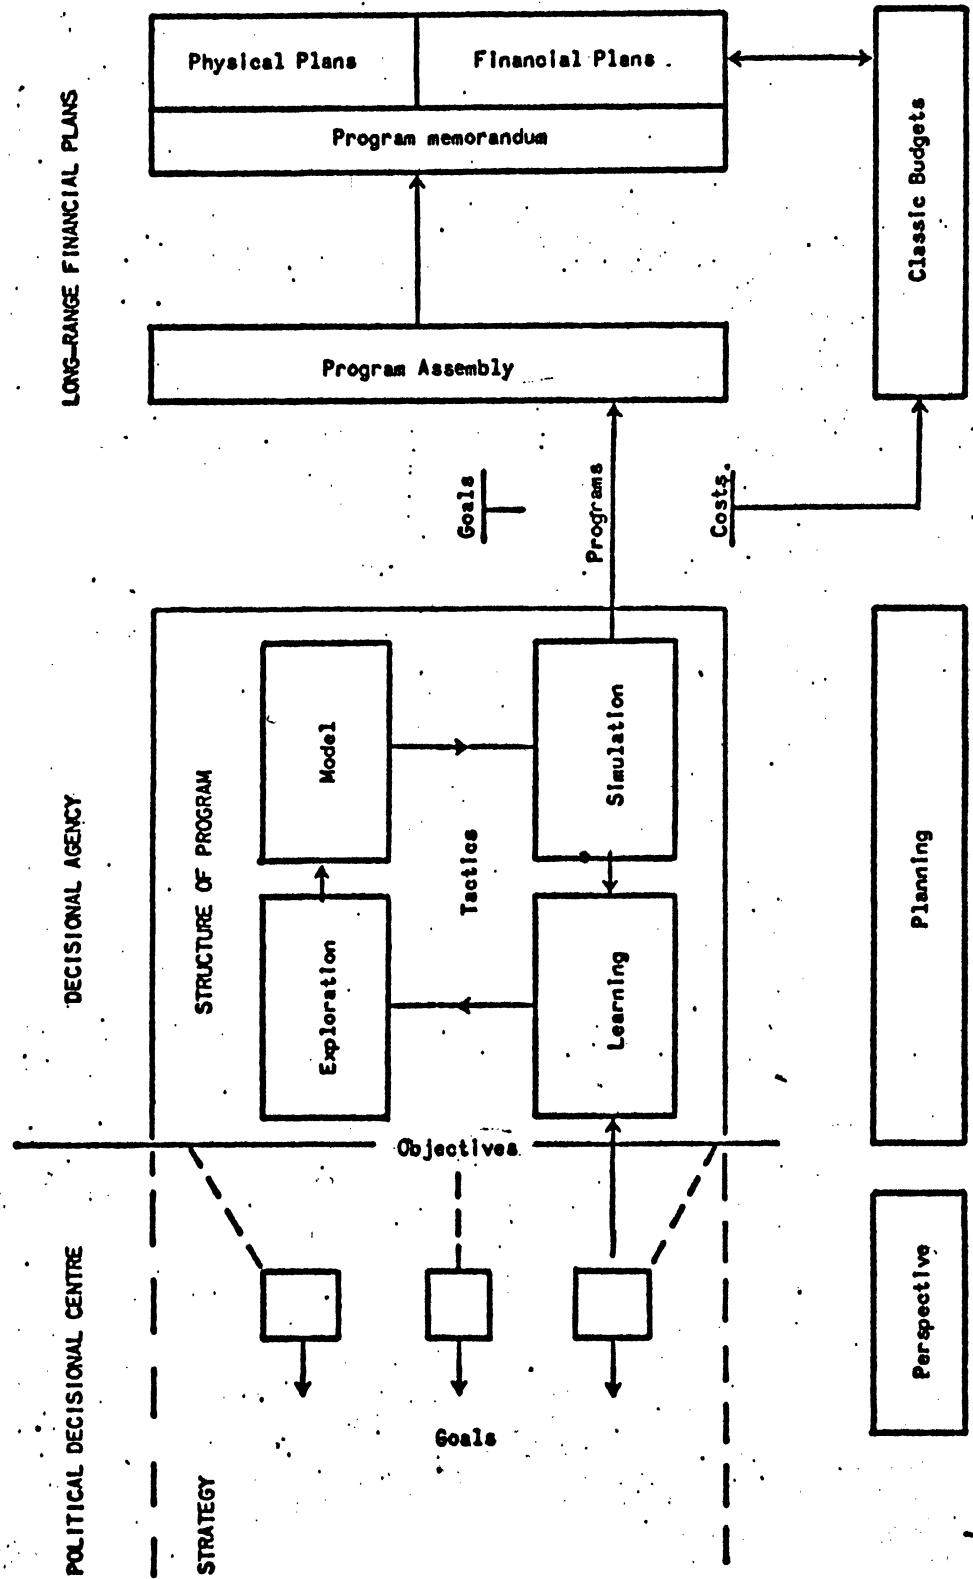 POLITICAL DECISIONAL CENTRE
DECISIONAL AGENCY
LONG-RANGE FINANCIAL PLANS
STRATEGY
STRUCTURE OF PROGRAM
Goals
Objectives
Exploration
Model
Tactics
Learning
Simulation
Goals
Programs
Costs.
Program Assembly
Physical Plans
Financial Plans.
Program memorandum
Perspective
Planning
Classic Budgets